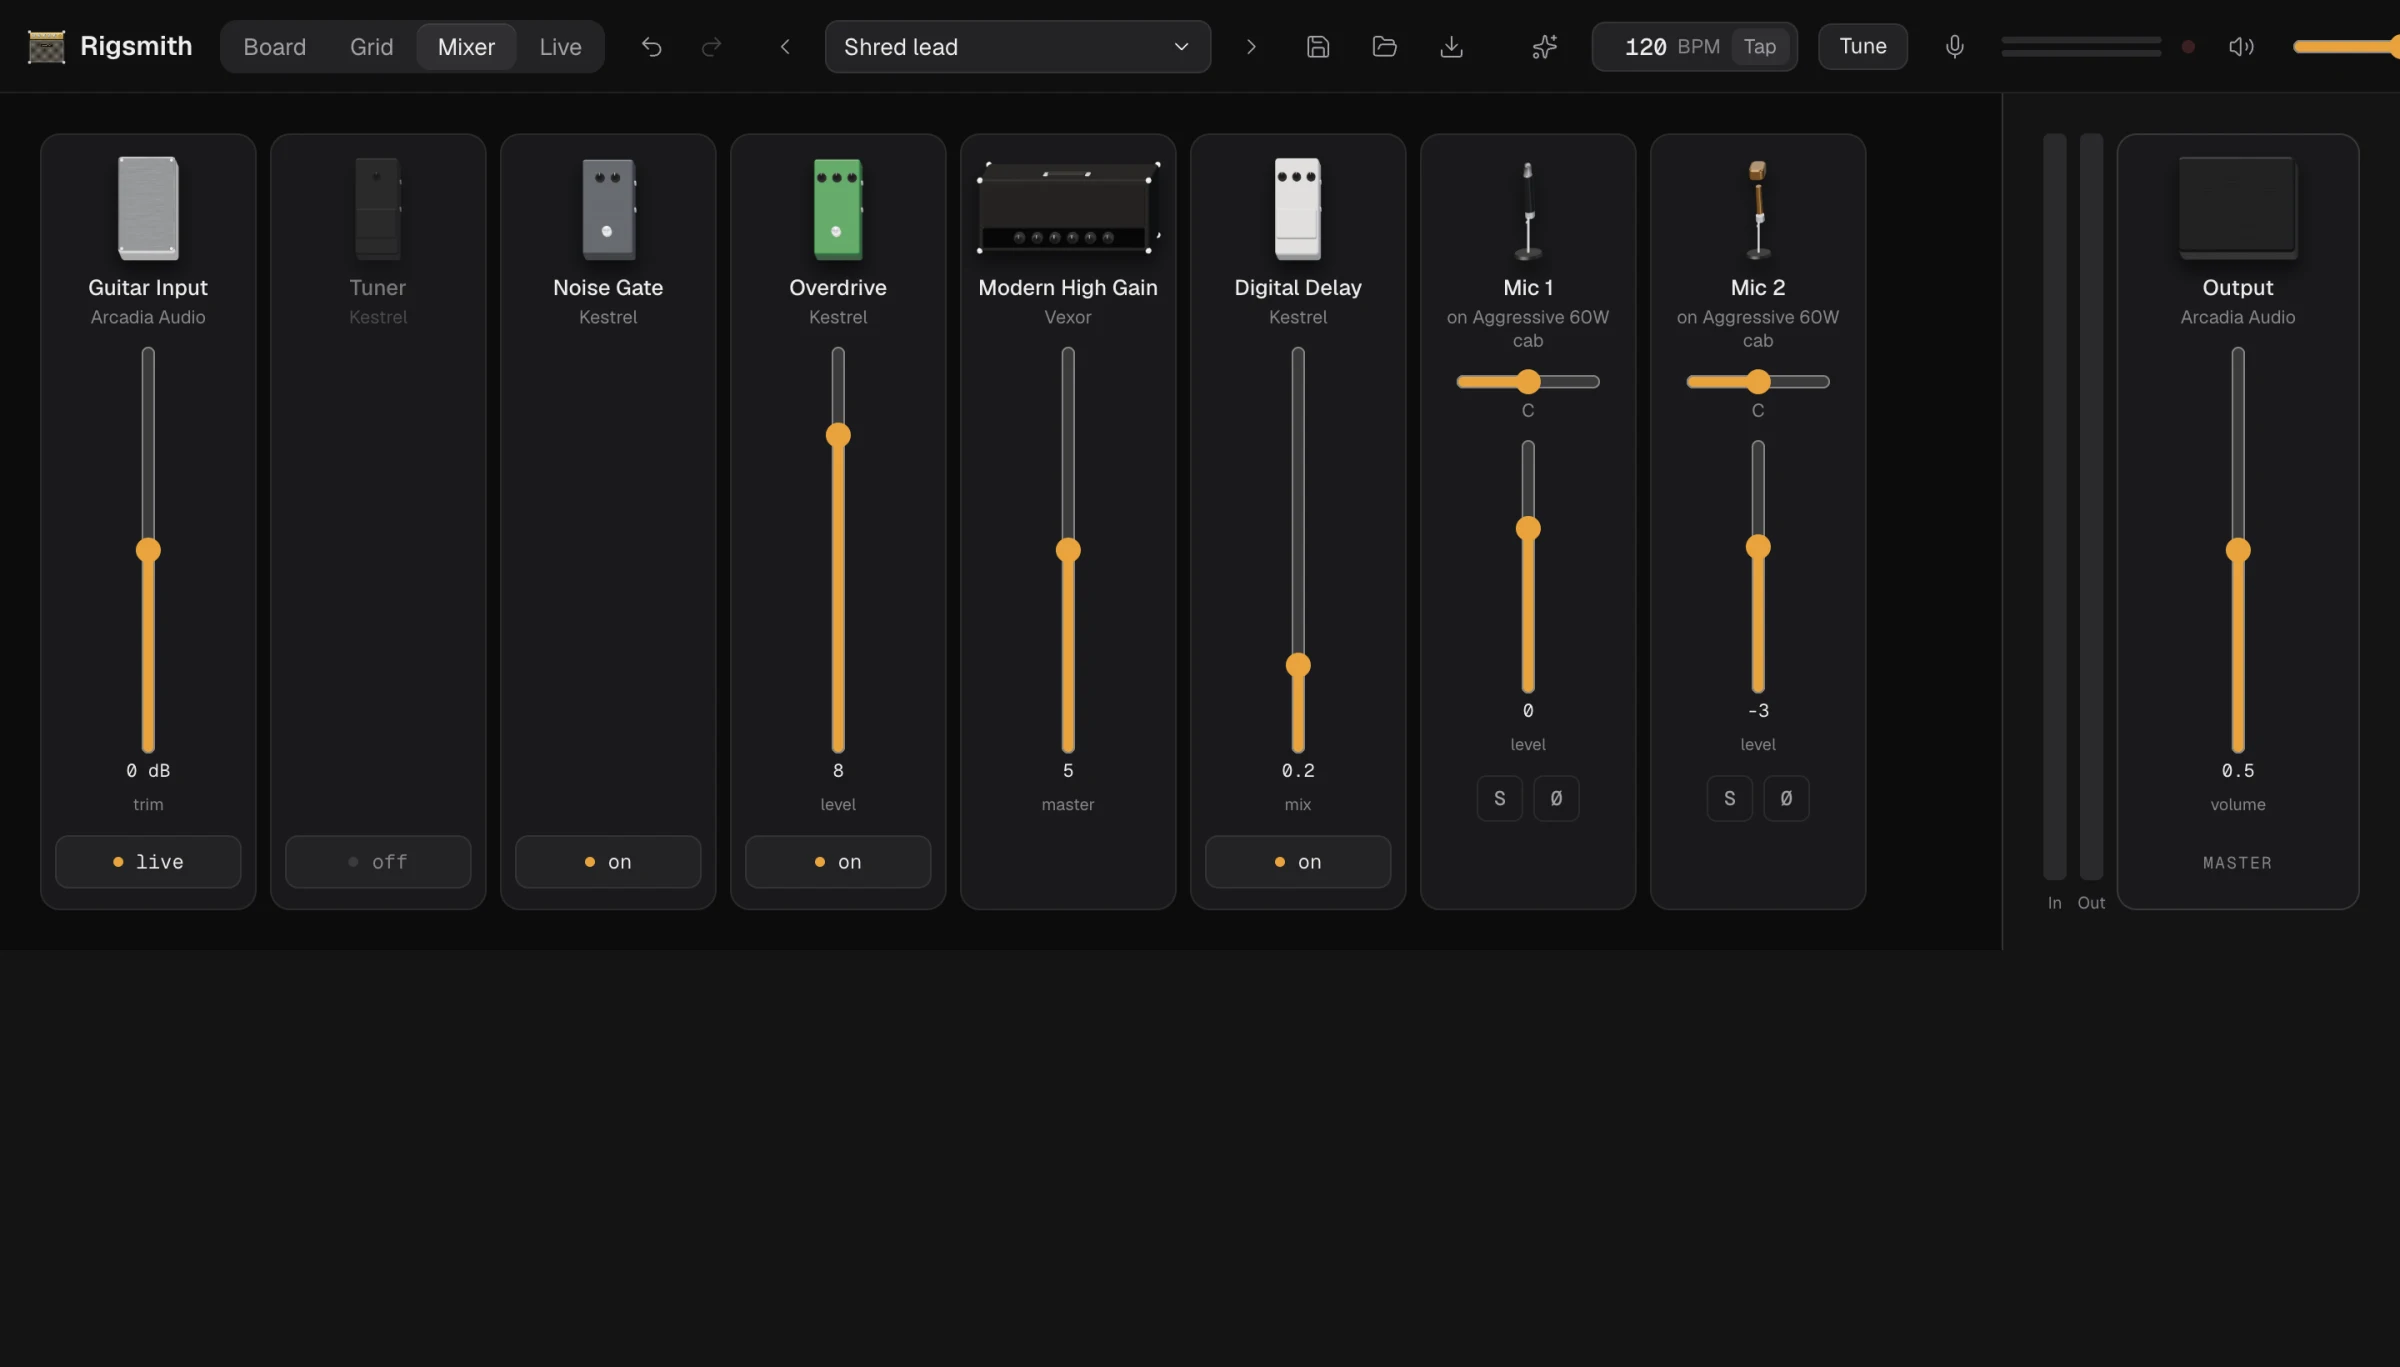 Rigsmith
Board
Grid
Mixer
Live
Shred lead
120 BPM
Tap
Tune
Guitar Input
Arcadia Audio
0 dB
trim
live
Tuner
Kestrel
off
Noise Gate
Kestrel
on
Overdrive
Kestrel
8
level
on
Modern High Gain
Vexor
5
master
Digital Delay
Kestrel
0.2
mix
on
Mic 1
on Aggressive 60W
cab
C
0
level
S
Ø
Mic 2
on Aggressive 60W
cab
C
-3
level
S
Ø
In
Out
Output
Arcadia Audio
0.5
volume
MASTER